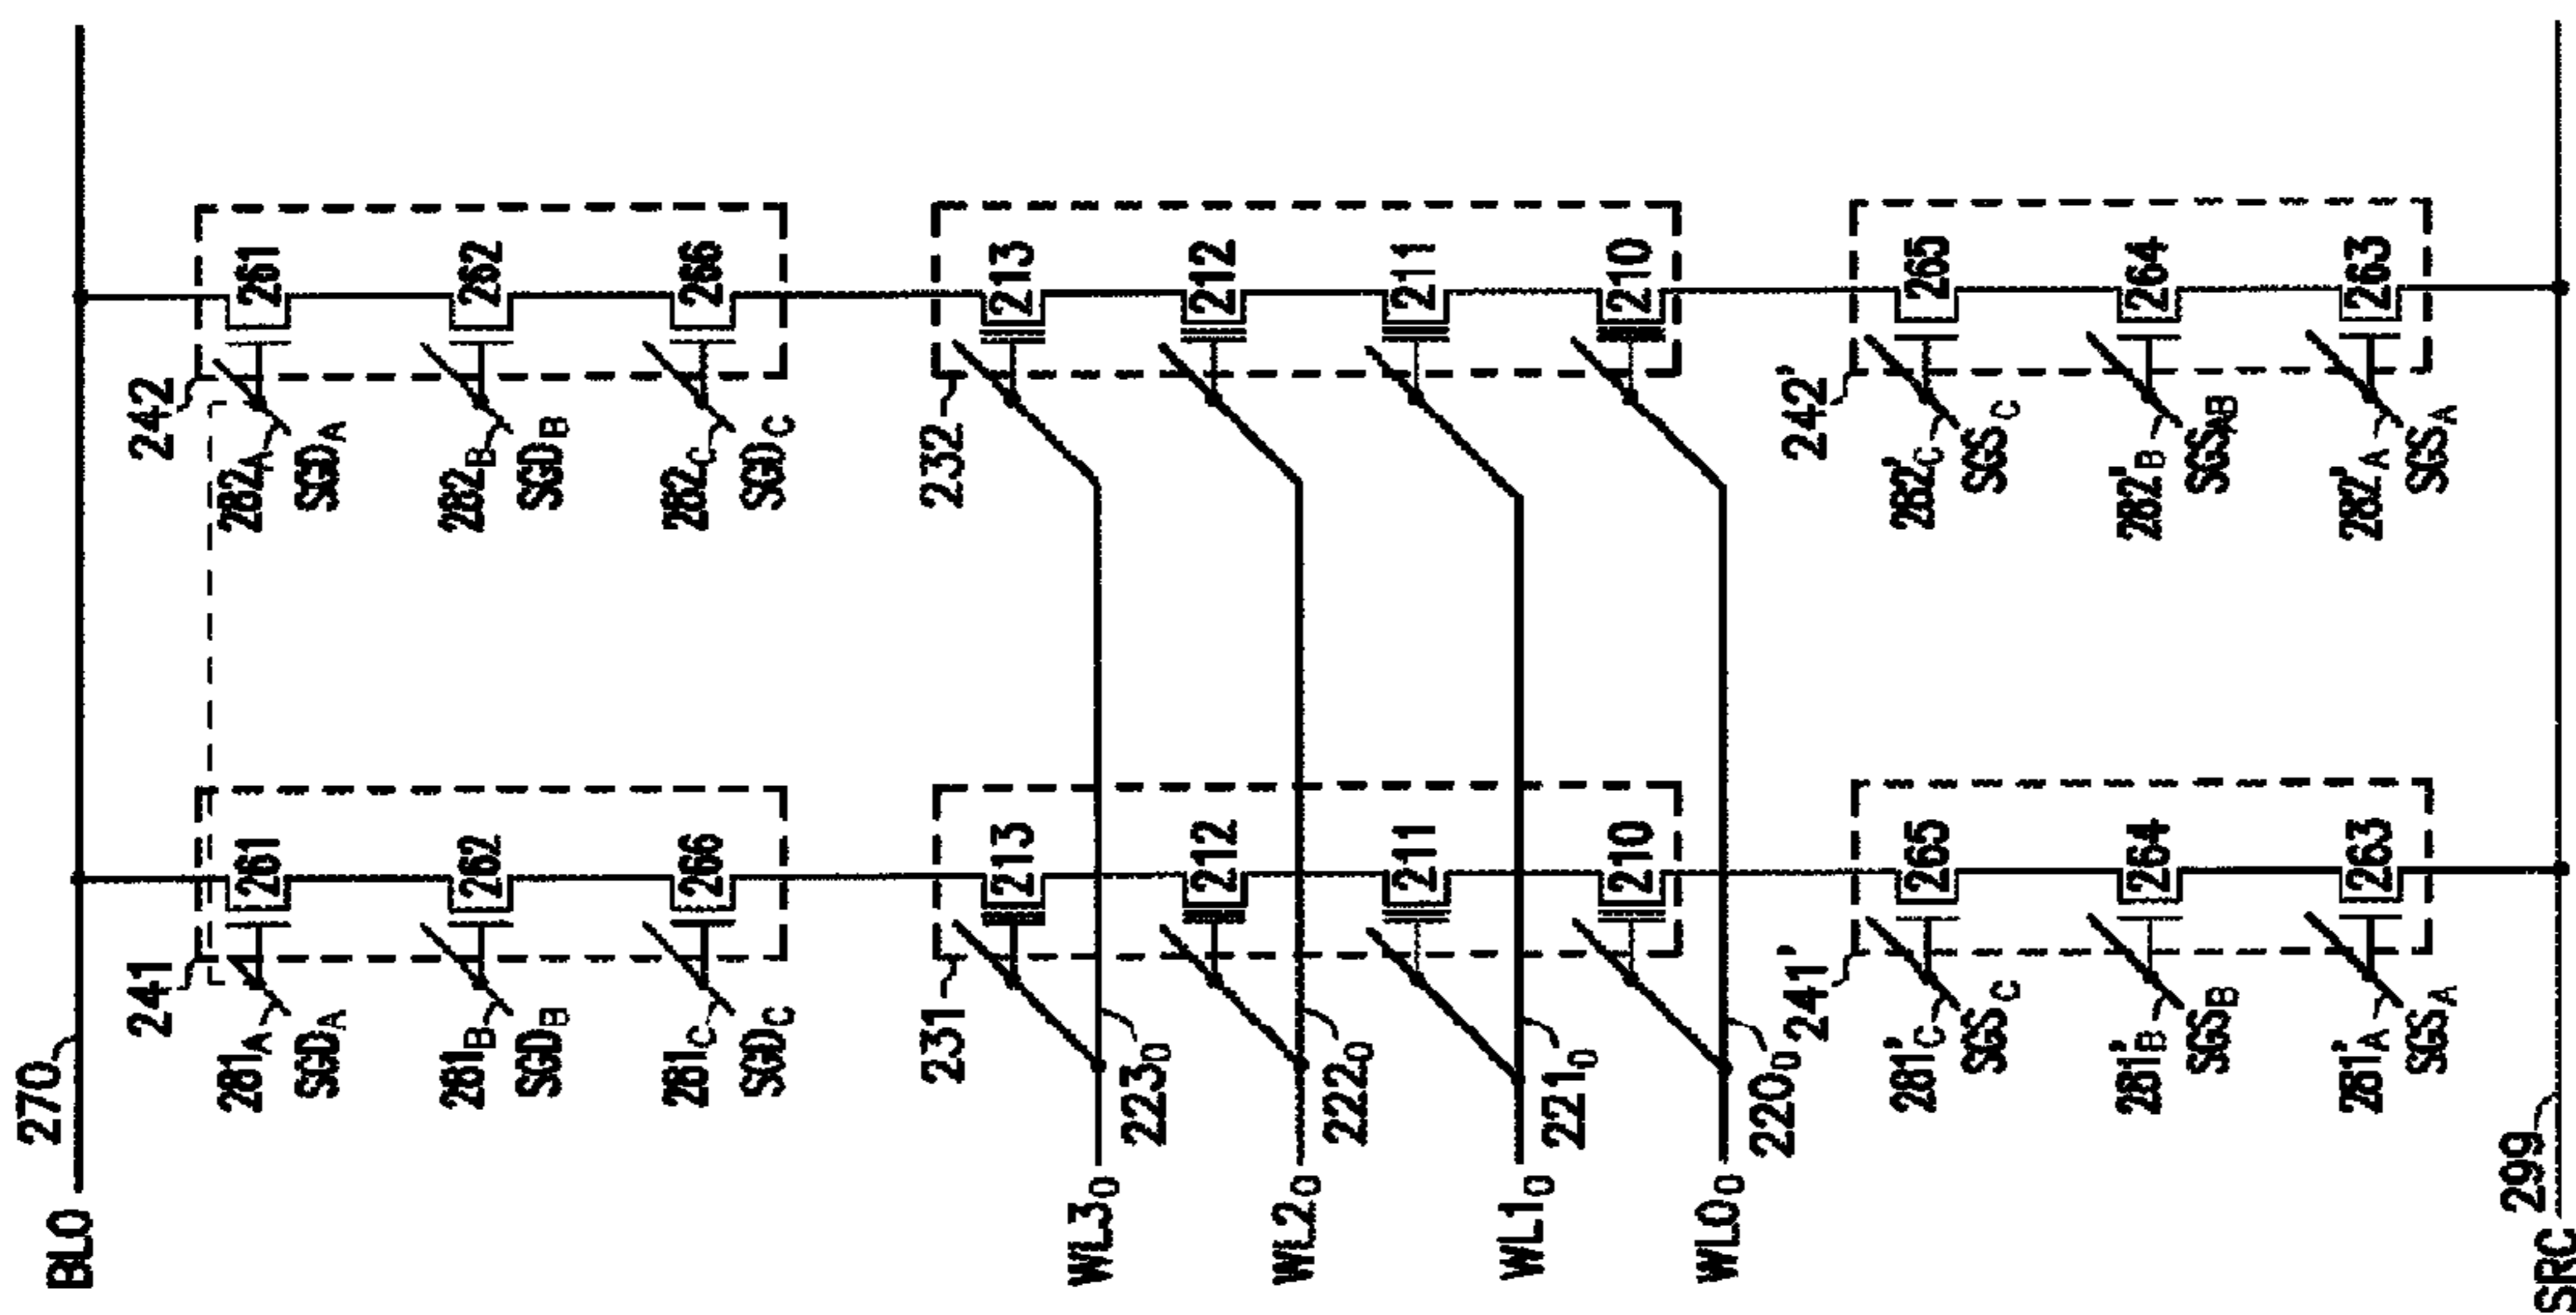 BL0
270
241
261
262
266
281A
SGDA
281B
SGDB
281C
SGDC
242
261
262
266
282A
SGDA
282B
SGDB
282C
SGDC
231
213
212
211
210
232
213
212
211
210
WL3₀
223₀
WL2₀
222₀
WL1₀
221₀
WL0₀
220₀
241'
265
264
263
281'C
SGSC
281'B
SGSB
281'A
SGSA
242'
265
264
263
282'C
SGSC
282'B
SGSAB
282'A
SGSA
SRC
299